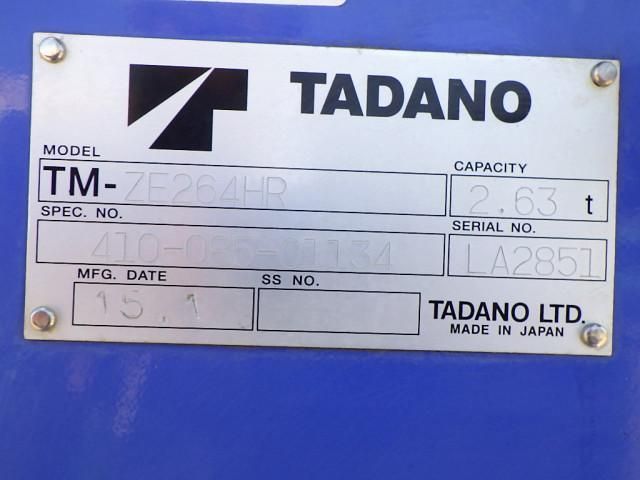 TADANO
MODEL
TM-ZE264HR
CAPACITY
2.63 t
SPEC. NO.
410-085-01134
SERIAL NO.
LA2851
MFG. DATE
15.1
SS NO.
TADANO LTD.
MADE IN JAPAN